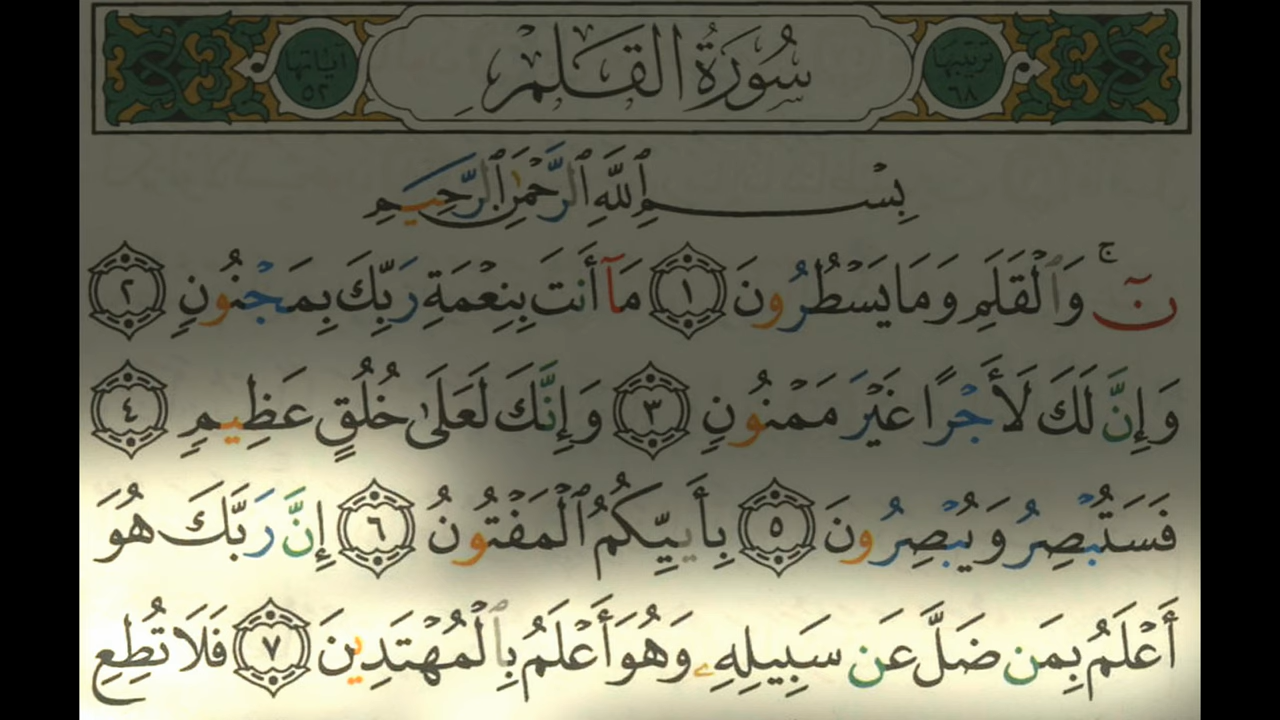 ترتيبها ٦٨
سُورَةُ القَلَمْ
آياتها ٥٢
بِسْمِ ٱللَّهِ ٱلرَّحْمَٰنِ ٱلرَّحِيمِ
نٓۚ وَٱلْقَلَمِ وَمَا يَسْطُرُونَ ١ مَآ أَنتَ بِنِعْمَةِ رَبِّكَ بِمَجْنُونٍ ٢
وَإِنَّ لَكَ لَأَجْرًا غَيْرَ مَمْنُونٍ ٣ وَإِنَّكَ لَعَلَىٰ خُلُقٍ عَظِيمٍ ٤
فَسَتُبْصِرُ وَيُبْصِرُونَ ٥ بِأَييِّكُمُ ٱلْمَفْتُونُ ٦ إِنَّ رَبَّكَ هُوَ
أَعْلَمُ بِمَن ضَلَّ عَن سَبِيلِهِۦ وَهُوَ أَعْلَمُ بِٱلْمُهْتَدِينَ ٧ فَلَا تُطِعِ